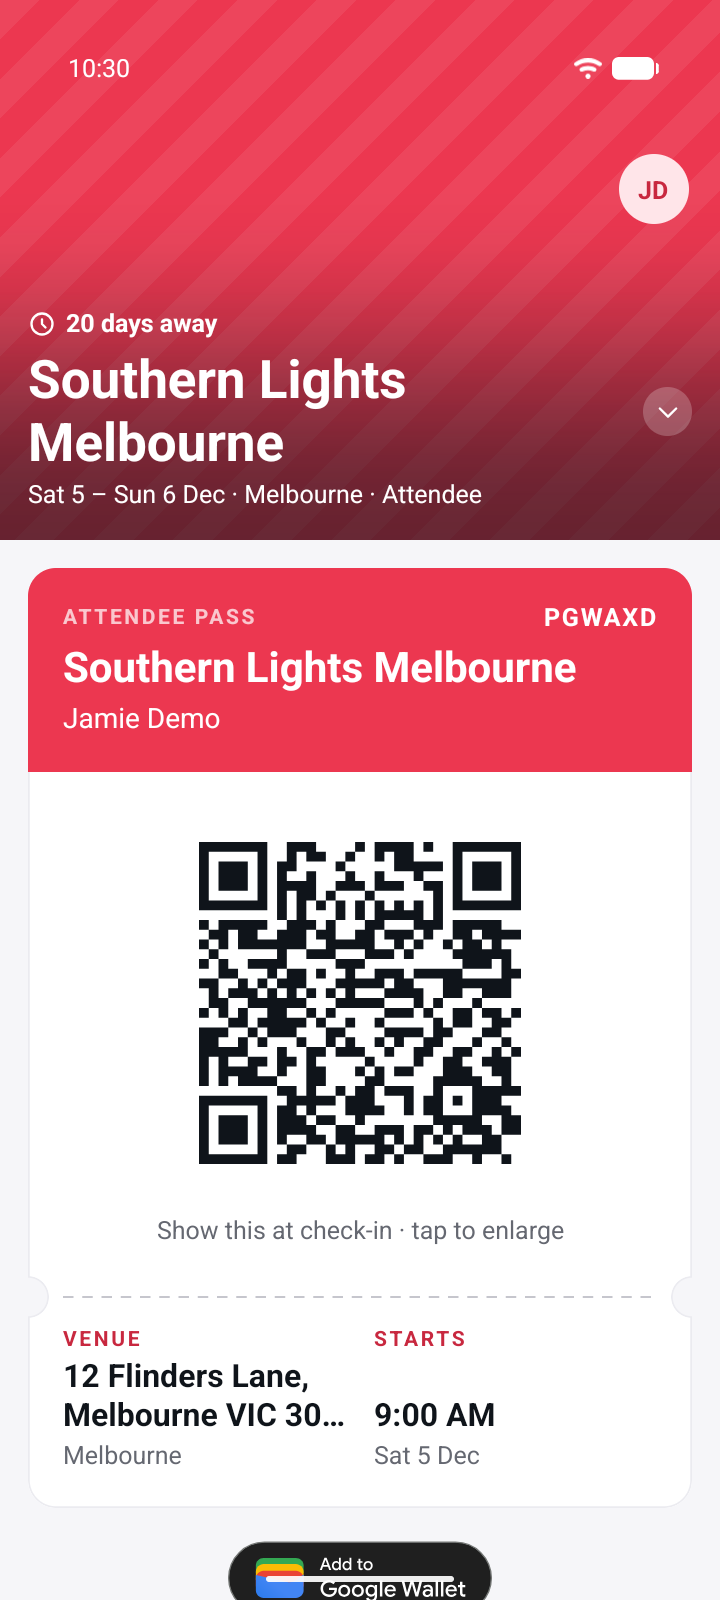 10:30
JD
20 days away
Southern Lights
Melbourne
Sat 5 – Sun 6 Dec · Melbourne · Attendee
ATTENDEE PASS
PGWAXD
Southern Lights Melbourne
Jamie Demo
Show this at check-in · tap to enlarge
VENUE
12 Flinders Lane,
Melbourne VIC 30...
Melbourne
STARTS
9:00 AM
Sat 5 Dec
Add to
Google Wallet